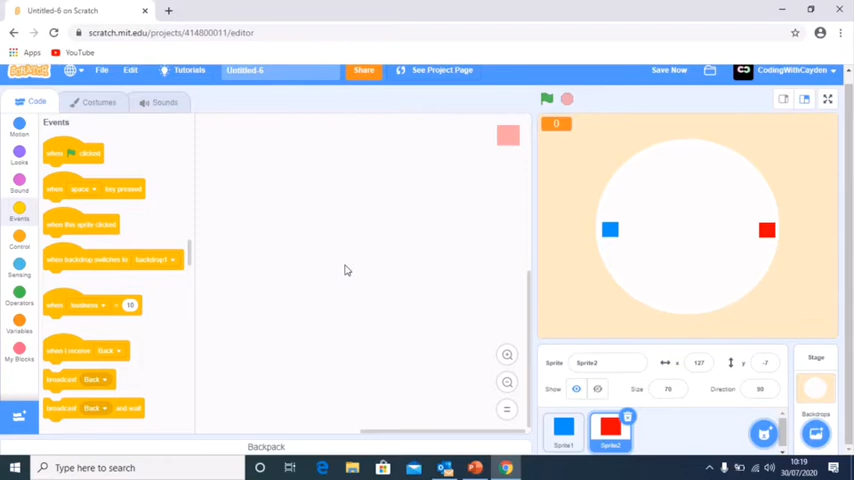 Untitled-6 on Scratch
scratch.mit.edu/projects/414800011/editor
Apps YouTube
SCRATCH File Edit Tutorials Untitled-6 Share See Project Page Save Now CodingWithCayden
Code Costumes Sounds
Motion
Looks
Sound
Events
Control
Sensing
Operators
Variables
My Blocks
Events
when clicked
when space key pressed
when this sprite clicked
when backdrop switches to backdrop1
when loudness > 10
when I receive Back
broadcast Back
broadcast Back and wait
Backpack
0
Sprite Sprite2 x 127 y -7
Show Size 70 Direction 90
Sprite1
Sprite2
Stage
Backdrops
Type here to search
10:19
30/07/2020